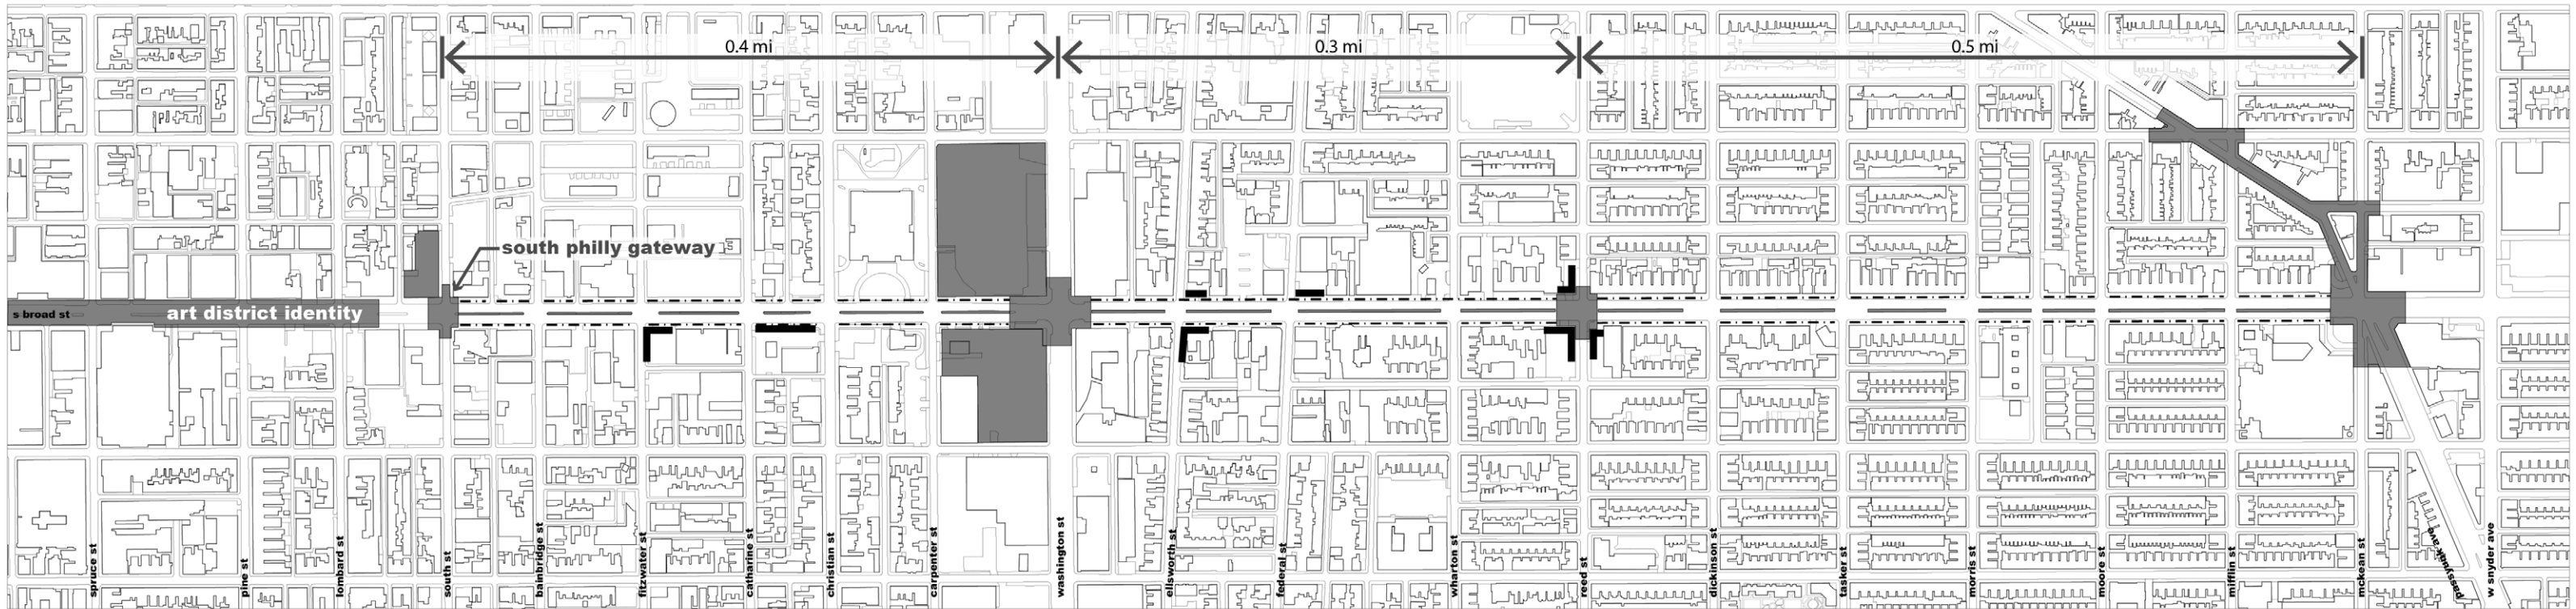 0.4 mi
0.3 mi
0.5 mi
south philly gateway
s broad st
art district identity
spruce st
pine st
lombard st
south st
bainbridge st
fitzwater st
catharine st
christian st
carpenter st
washington st
ellsworth st
federal st
wharton st
reed st
dickinson st
tasker st
morris st
moore st
mifflin st
mckean st
passyunk ave
w snyder ave